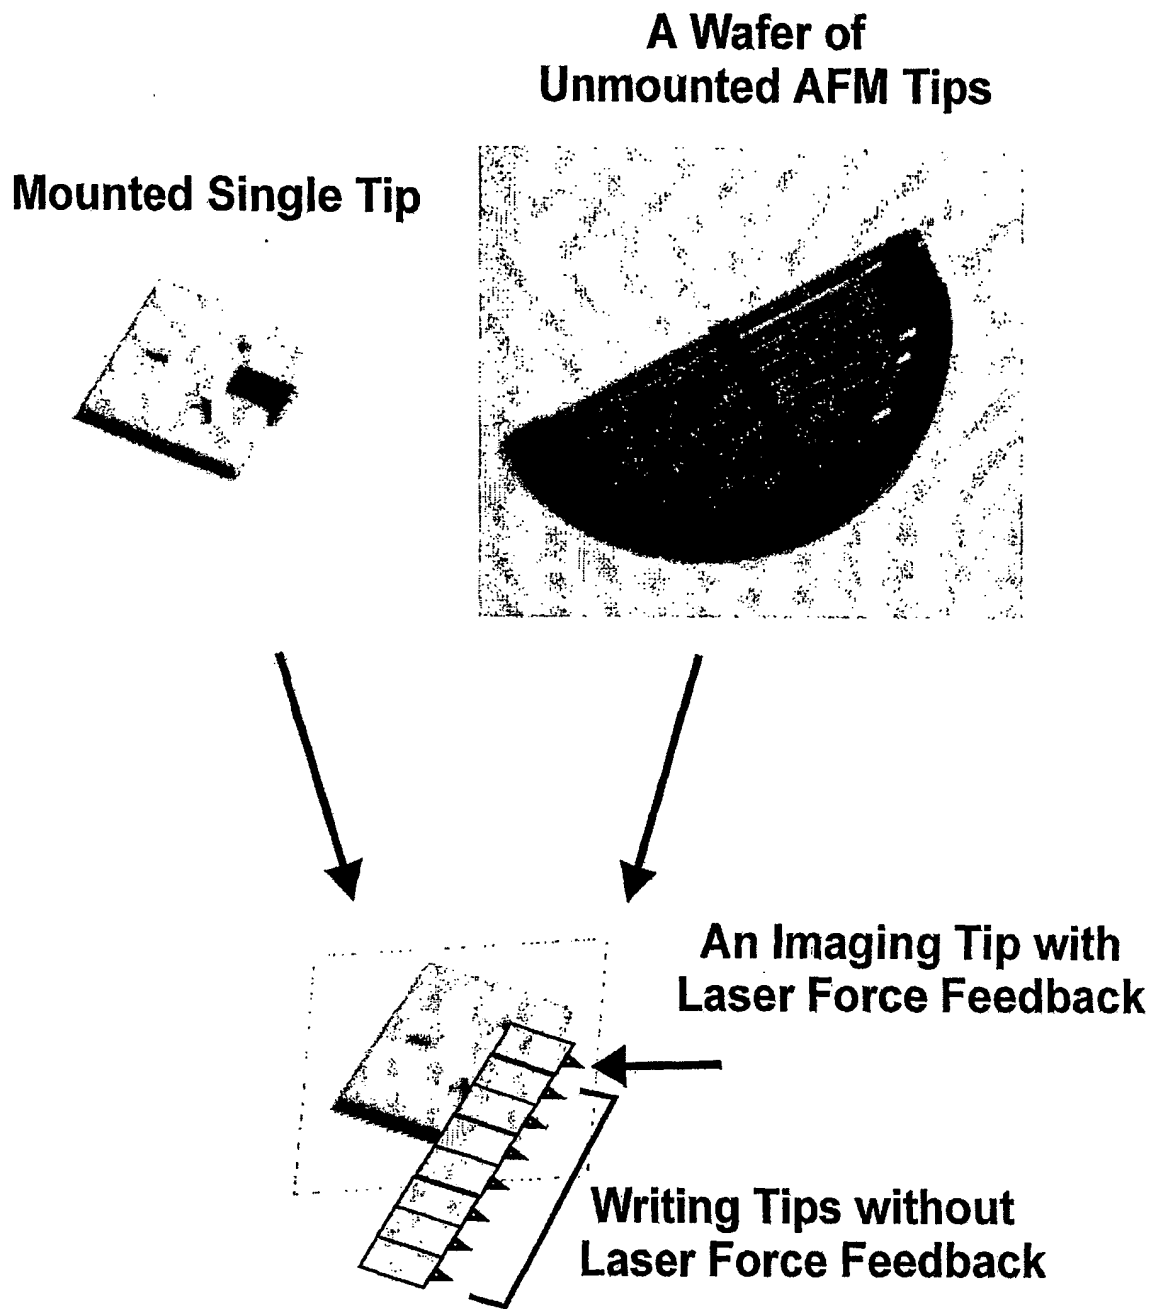 A Wafer of
Unmounted AFM Tips
Mounted Single Tip
An Imaging Tip with
Laser Force Feedback
Writing Tips without
Laser Force Feedback